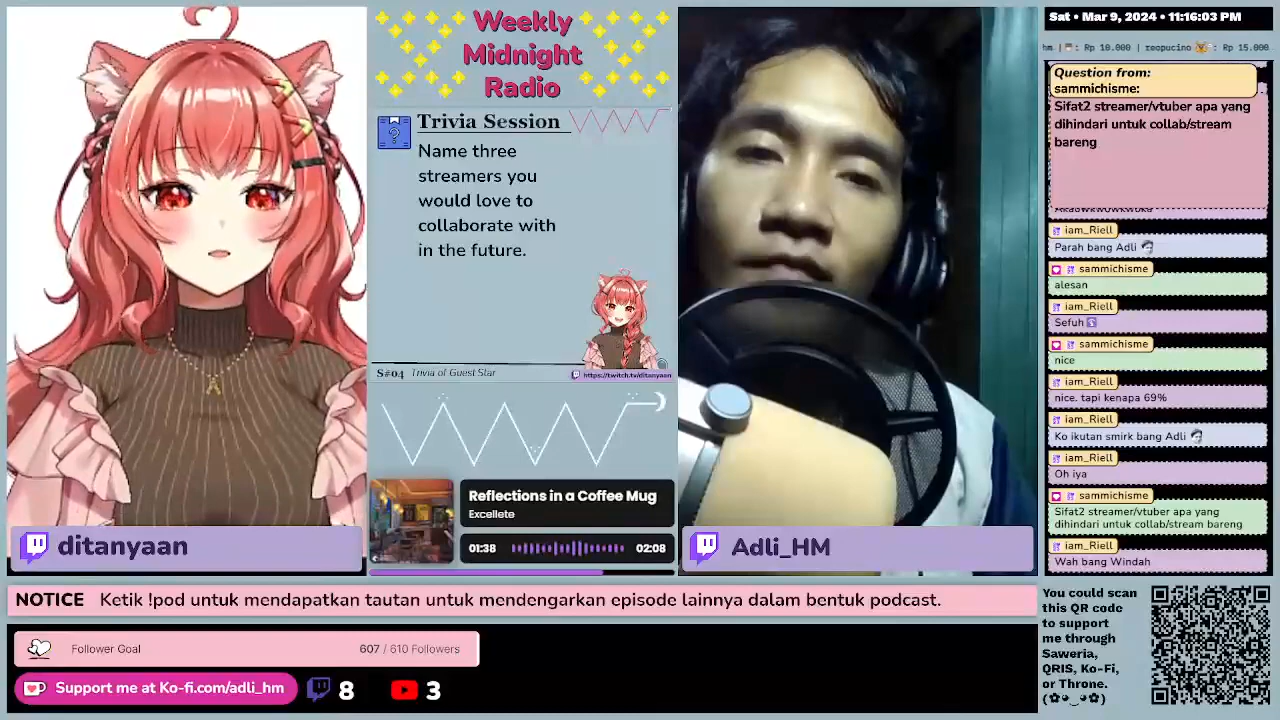 Weekly
Midnight
Radio
Trivia Session
Name three
streamers you
would love to
collaborate with
in the future.
S#04 Trivia of Guest Star
https://twitch.tv/ditanyaan
Reflections in a Coffee Mug
Excellete
01:38
02:08
ditanyaan
Adli_HM
Sat • Mar 9, 2024 • 11:16:03 PM
hm | : Rp 10.000 | zeopucino : Rp 15.000
Question from:
sammichisme:
Sifat2 streamer/vtuber apa yang
dihindari untuk collab/stream
bareng
iam_Riell
Parah bang Adli
sammichisme
alesan
iam_Riell
Sefuh
sammichisme
nice
iam_Riell
nice. tapi kenapa 69%
iam_Riell
Ko ikutan smirk bang Adli
iam_Riell
Oh iya
sammichisme
Sifat2 streamer/vtuber apa yang
dihindari untuk collab/stream bareng
iam_Riell
Wah bang Windah
NOTICE Ketik !pod untuk mendapatkan tautan untuk mendengarkan episode lainnya dalam bentuk podcast.
Follower Goal 607 / 610 Followers
Support me at Ko-fi.com/adli_hm
8
3
You could scan
this QR code
to support
me through
Saweria,
QRIS, Ko-Fi,
or Throne.
(✿◕‿◕✿)